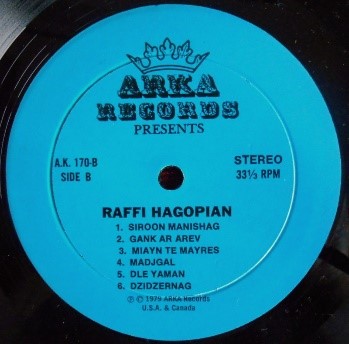 ARKA
RECORDS
PRESENTS
A.K. 170-B
SIDE B
STEREO
33⅓ RPM
RAFFI HAGOPIAN
1. SIROON MANISHAG
2. GANK AR AREV
3. MIAYN TE MAYRES
4. MADJGAL
5. DLE YAMAN
6. DZIDZERNAG
℗ © 1979 ARKA Records
U.S.A. & Canada